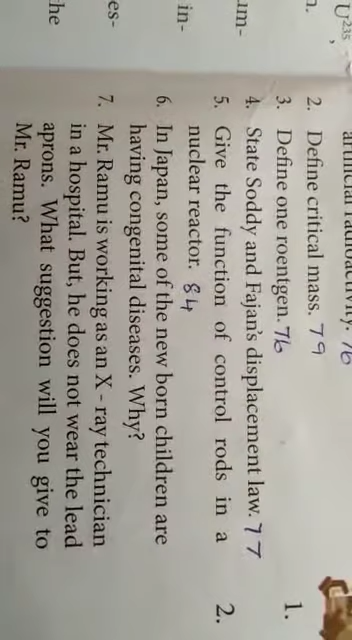 U235,
n.
im-
in-
es-
he
artificial radioactivity. 76
2. Define critical mass. 79
3. Define one roentgen. 76
4. State Soddy and Fajan's displacement law. 77
5. Give the function of control rods in a
nuclear reactor. 84
6. In Japan, some of the new born children are
having congenital diseases. Why?
7. Mr. Ramu is working as an X - ray technician
in a hospital. But, he does not wear the lead
aprons. What suggestion will you give to
Mr. Ramu?
1.
2.